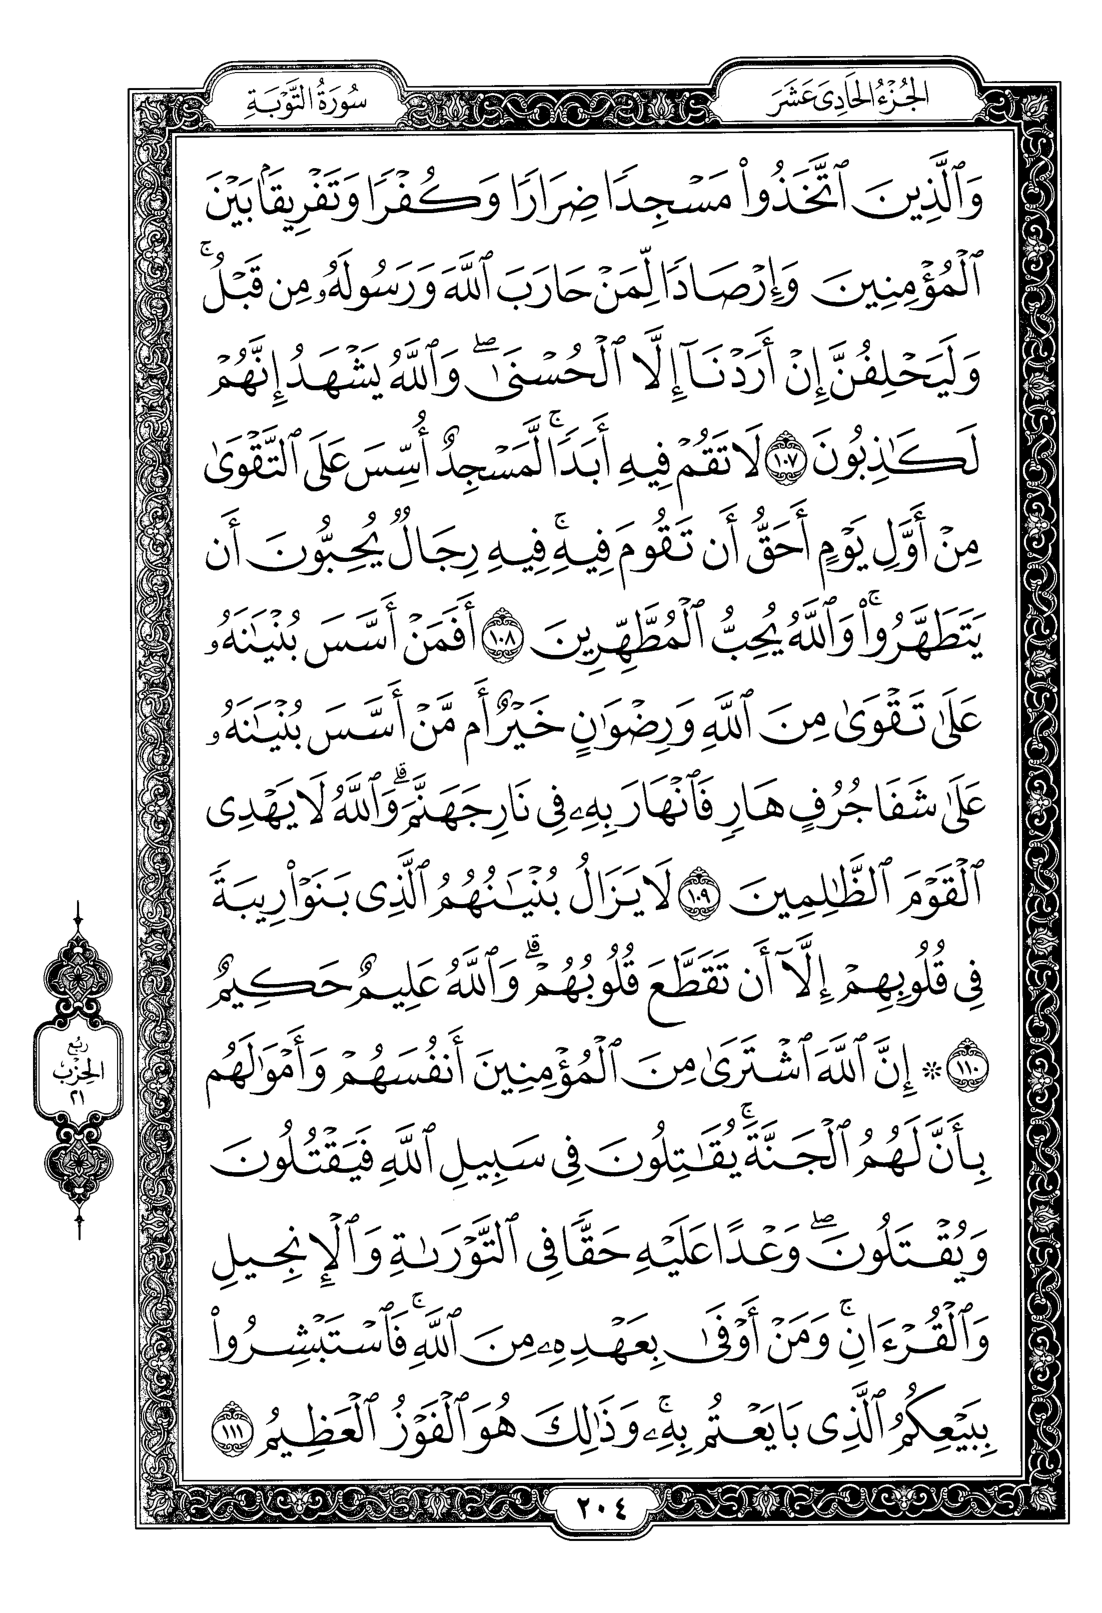 الجُزْءُ الحَادِىَ عَشَرَ
سُورَةُ التَّوْبَةِ
وَٱلَّذِينَ ٱتَّخَذُوا۟ مَسْجِدًا ضِرَارًا وَكُفْرًا وَتَفْرِيقًۢا بَيْنَ
ٱلْمُؤْمِنِينَ وَإِرْصَادًا لِّمَنْ حَارَبَ ٱللَّهَ وَرَسُولَهُۥ مِن قَبْلُ ۚ
وَلَيَحْلِفُنَّ إِنْ أَرَدْنَآ إِلَّا ٱلْحُسْنَىٰ ۖ وَٱللَّهُ يَشْهَدُ إِنَّهُمْ
لَكَـٰذِبُونَ ١٠٧ لَا تَقُمْ فِيهِ أَبَدًا ۚ لَّمَسْجِدٌ أُسِّسَ عَلَى ٱلتَّقْوَىٰ
مِنْ أَوَّلِ يَوْمٍ أَحَقُّ أَن تَقُومَ فِيهِ ۚ فِيهِ رِجَالٌ يُحِبُّونَ أَن
يَتَطَهَّرُوا۟ ۚ وَٱللَّهُ يُحِبُّ ٱلْمُطَّهِّرِينَ ١٠٨ أَفَمَنْ أَسَّسَ بُنْيَـٰنَهُۥ
عَلَىٰ تَقْوَىٰ مِنَ ٱللَّهِ وَرِضْوَٰنٍ خَيْرٌ أَم مَّنْ أَسَّسَ بُنْيَـٰنَهُۥ
عَلَىٰ شَفَا جُرُفٍ هَارٍ فَٱنْهَارَ بِهِۦ فِى نَارِ جَهَنَّمَ ۗ وَٱللَّهُ لَا يَهْدِى
ٱلْقَوْمَ ٱلظَّـٰلِمِينَ ١٠٩ لَا يَزَالُ بُنْيَـٰنُهُمُ ٱلَّذِى بَنَوْا۟ رِيبَةً
فِى قُلُوبِهِمْ إِلَّآ أَن تَقَطَّعَ قُلُوبُهُمْ ۗ وَٱللَّهُ عَلِيمٌ حَكِيمٌ
١١٠ ۞ إِنَّ ٱللَّهَ ٱشْتَرَىٰ مِنَ ٱلْمُؤْمِنِينَ أَنفُسَهُمْ وَأَمْوَٰلَهُم
بِأَنَّ لَهُمُ ٱلْجَنَّةَ ۚ يُقَـٰتِلُونَ فِى سَبِيلِ ٱللَّهِ فَيَقْتُلُونَ
وَيُقْتَلُونَ ۖ وَعْدًا عَلَيْهِ حَقًّا فِى ٱلتَّوْرَىٰةِ وَٱلْإِنجِيلِ
وَٱلْقُرْءَانِ ۚ وَمَنْ أَوْفَىٰ بِعَهْدِهِۦ مِنَ ٱللَّهِ ۚ فَٱسْتَبْشِرُوا۟
بِبَيْعِكُمُ ٱلَّذِى بَايَعْتُم بِهِۦ ۚ وَذَٰلِكَ هُوَ ٱلْفَوْزُ ٱلْعَظِيمُ ١١١
رُبْع
الحِزْب
٢١
٢٠٤